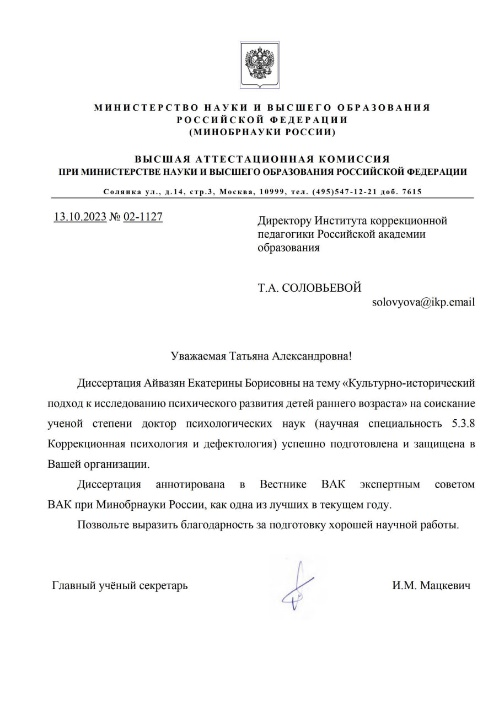 МИНИСТЕРСТВО НАУКИ И ВЫСШЕГО ОБРАЗОВАНИЯ
РОССИЙСКОЙ ФЕДЕРАЦИИ
(МИНОБРНАУКИ РОССИИ)
ВЫСШАЯ АТТЕСТАЦИОННАЯ КОМИССИЯ
ПРИ МИНИСТЕРСТВЕ НАУКИ И ВЫСШЕГО ОБРАЗОВАНИЯ РОССИЙСКОЙ ФЕДЕРАЦИИ
Солянка ул., д.14, стр.3, Москва, 10999, тел. (495)547-12-21 доб. 7615
13.10.2023 № 02-1127
Директору Института коррекционной
педагогики Российской академии
образования
Т.А. СОЛОВЬЕВОЙ
solovyova@ikp.email
Уважаемая Татьяна Александровна!
Диссертация Айвазян Екатерины Борисовны на тему «Культурно-исторический
подход к исследованию психического развития детей раннего возраста» на соискание
ученой степени доктор психологических наук (научная специальность 5.3.8
Коррекционная психология и дефектология) успешно подготовлена и защищена в
Вашей организации.
Диссертация аннотирована в Вестнике ВАК экспертным советом
ВАК при Минобрнауки России, как одна из лучших в текущем году.
Позвольте выразить благодарность за подготовку хорошей научной работы.
Главный учёный секретарь
И.М. Мацкевич